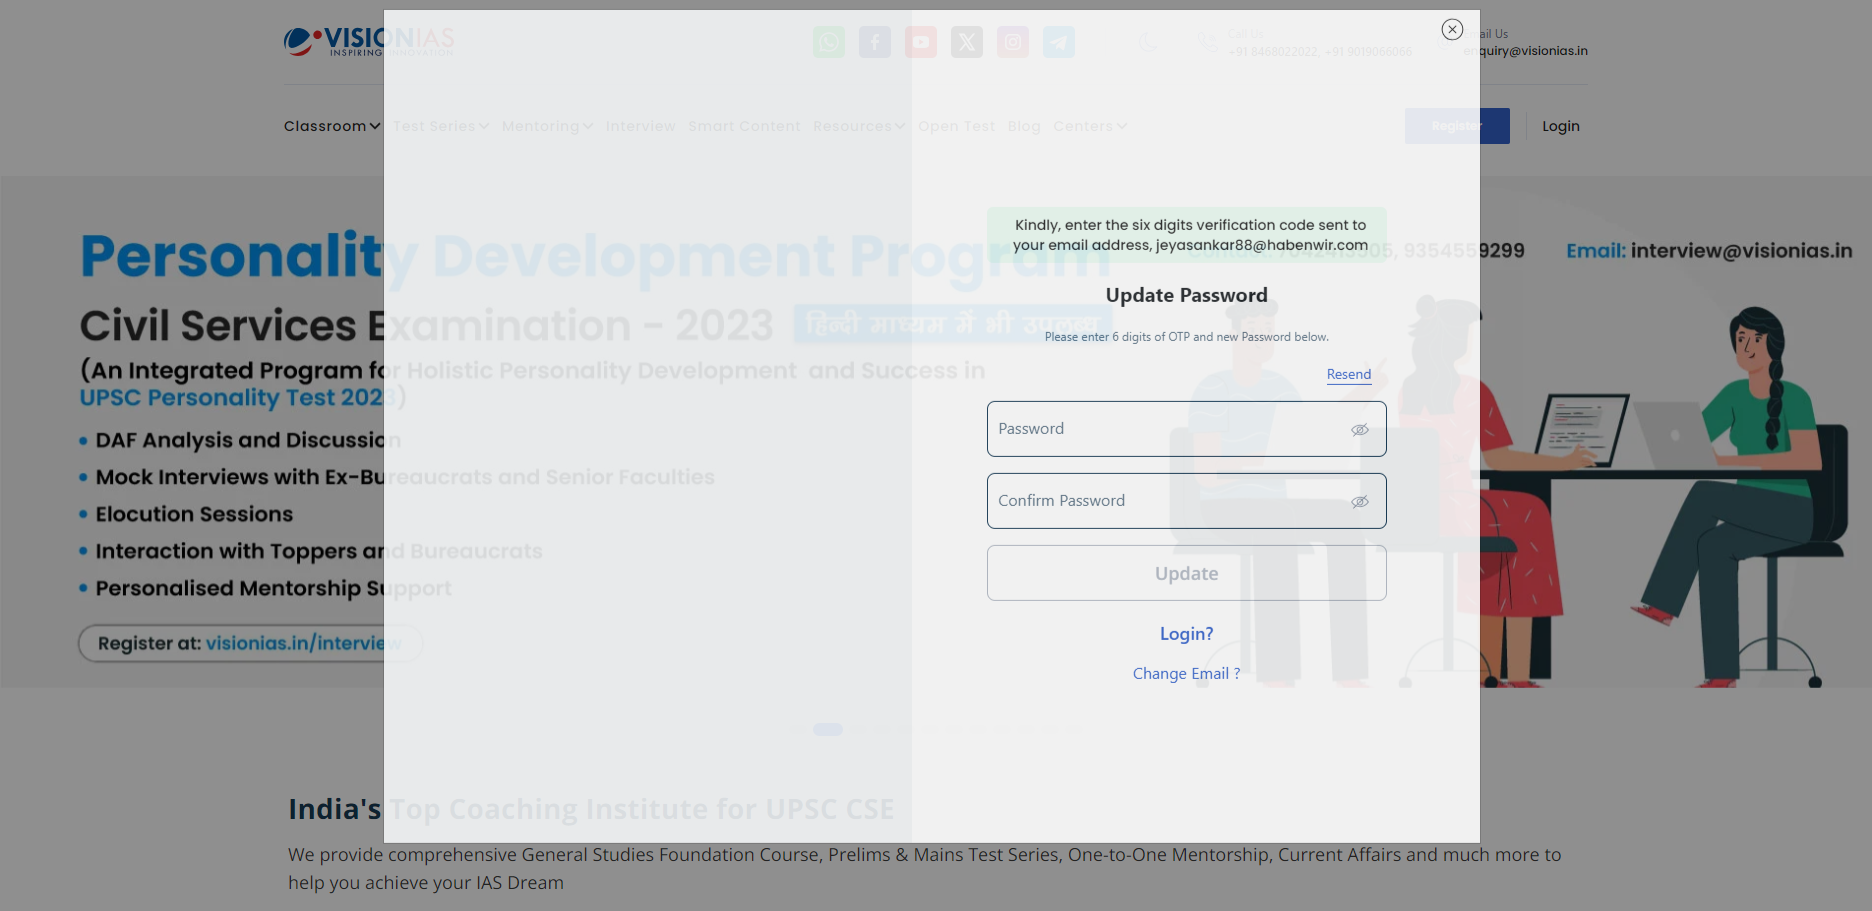 VISIONIAS
INSPIRING INNOVATION
Call Us
+91 8468022022, +91 9019066066
Email Us
enquiry@visionias.in
Classroom Test Series Mentoring Interview Smart Content Resources Open Test Blog Centers
Register
Login
Kindly, enter the six digits verification code sent to
your email address, jeyasankar88@habenwir.com
Update Password
Please enter 6 digits of OTP and new Password below.
Resend
Password
Confirm Password
Update
Login?
Change Email ?
Personality Development Program
9354559299
Email: interview@visionias.in
Civil Services Examination - 2023
हिन्दी माध्यम में भी उपलब्ध
(An Integrated Program for Holistic Personality Development and Success in
UPSC Personality Test 2023)
• DAF Analysis and Discussion
• Mock Interviews with Ex-Bureaucrats and Senior Faculties
• Elocution Sessions
• Interaction with Toppers and Bureaucrats
• Personalised Mentorship Support
Register at: visionias.in/interview
India's Top Coaching Institute for UPSC CSE
We provide comprehensive General Studies Foundation Course, Prelims & Mains Test Series, One-to-One Mentorship, Current Affairs and much more to
help you achieve your IAS Dream